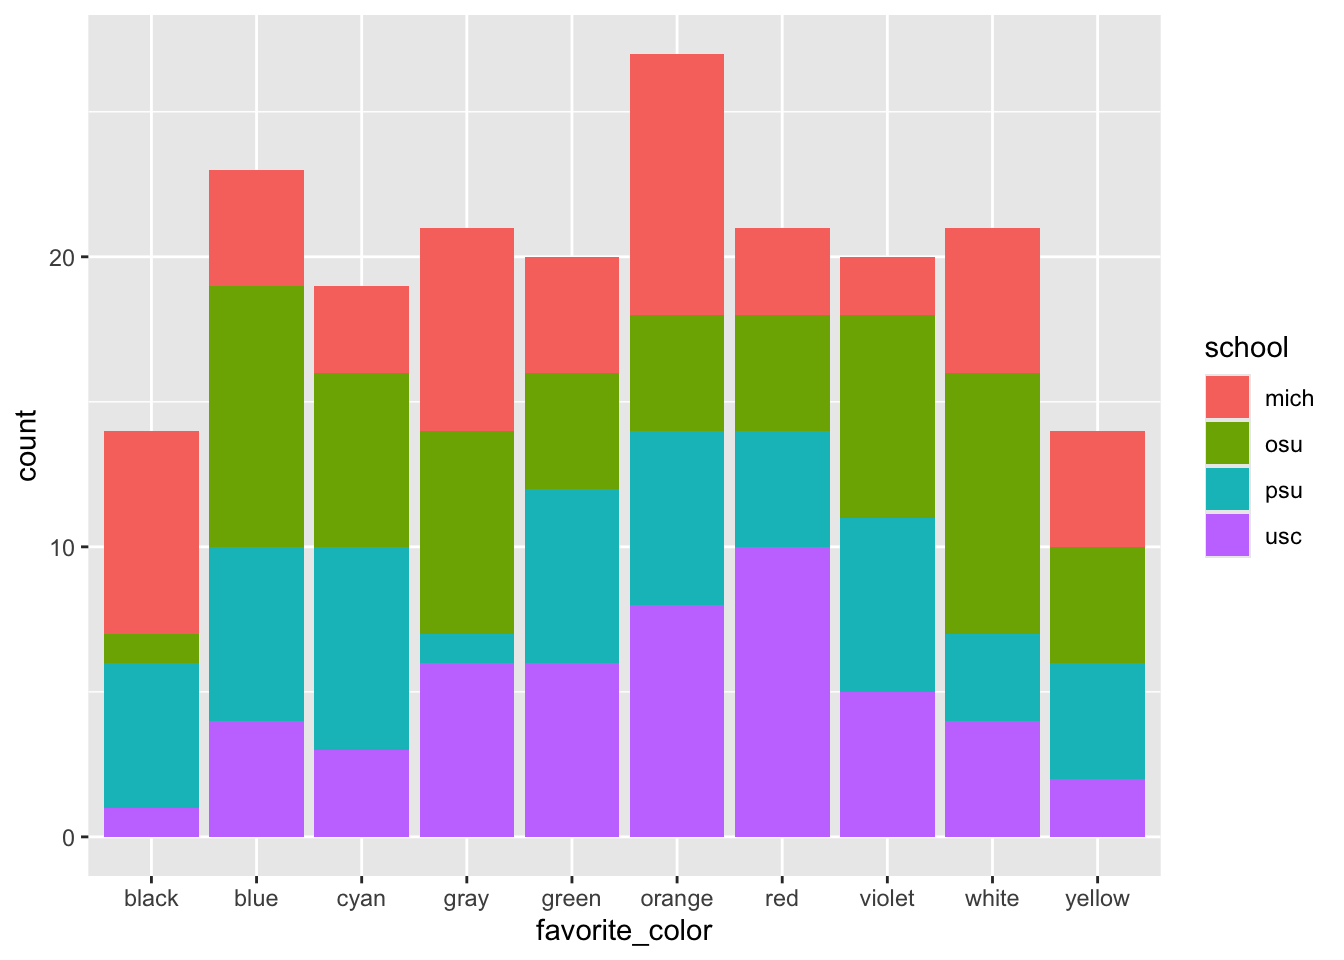 count
20
10
0
black blue cyan gray green orange red violet white yellow
favorite_color
school
mich
osu
psu
usc